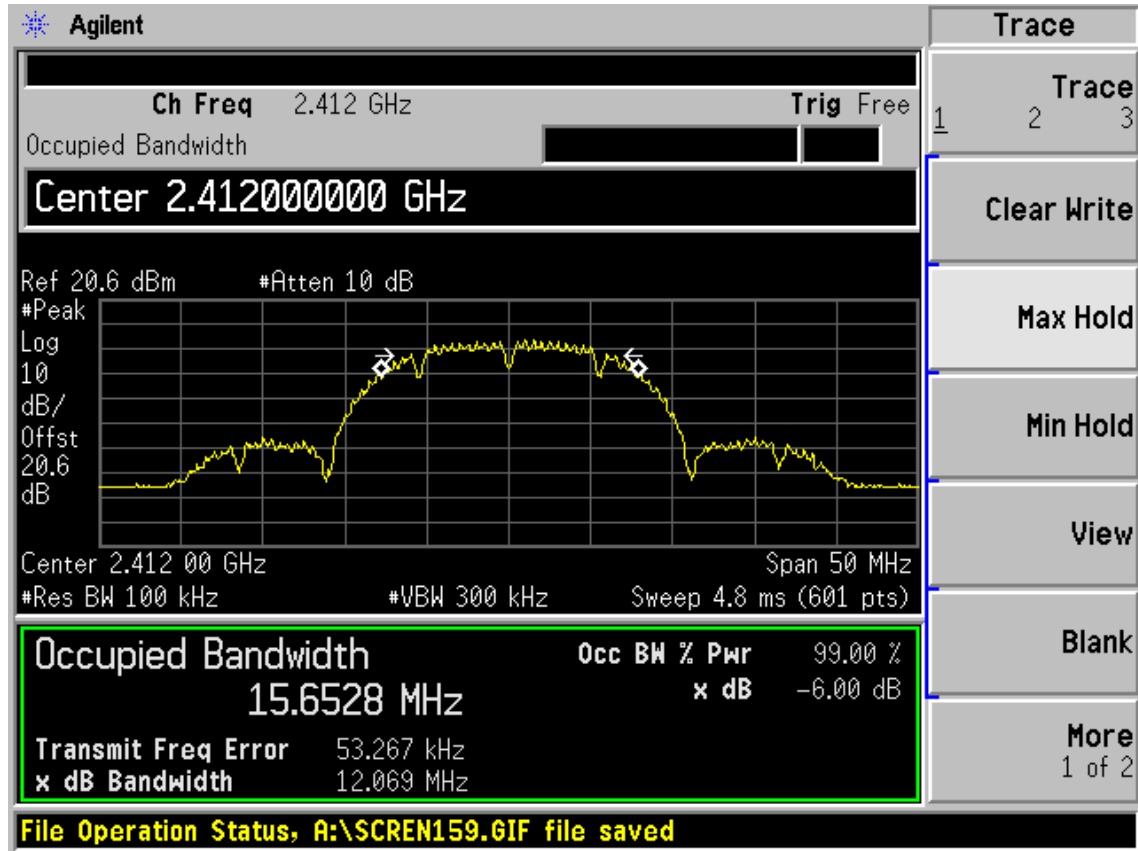 Agilent
Trace
Ch Freq 2.412 GHz Trig Free
Occupied Bandwidth
Center 2.412000000 GHz
Ref 20.6 dBm #Atten 10 dB
#Peak
Log
10
dB/
Offst
20.6
dB
Center 2.412 00 GHz Span 50 MHz
#Res BW 100 kHz #VBW 300 kHz Sweep 4.8 ms (601 pts)
Occupied Bandwidth
15.6528 MHz
Occ BW % Pwr 99.00 %
x dB -6.00 dB
Transmit Freq Error 53.267 kHz
x dB Bandwidth 12.069 MHz
File Operation Status, A:\SCREN159.GIF file saved
Trace
1 2 3
Clear Write
Max Hold
Min Hold
View
Blank
More
1 of 2